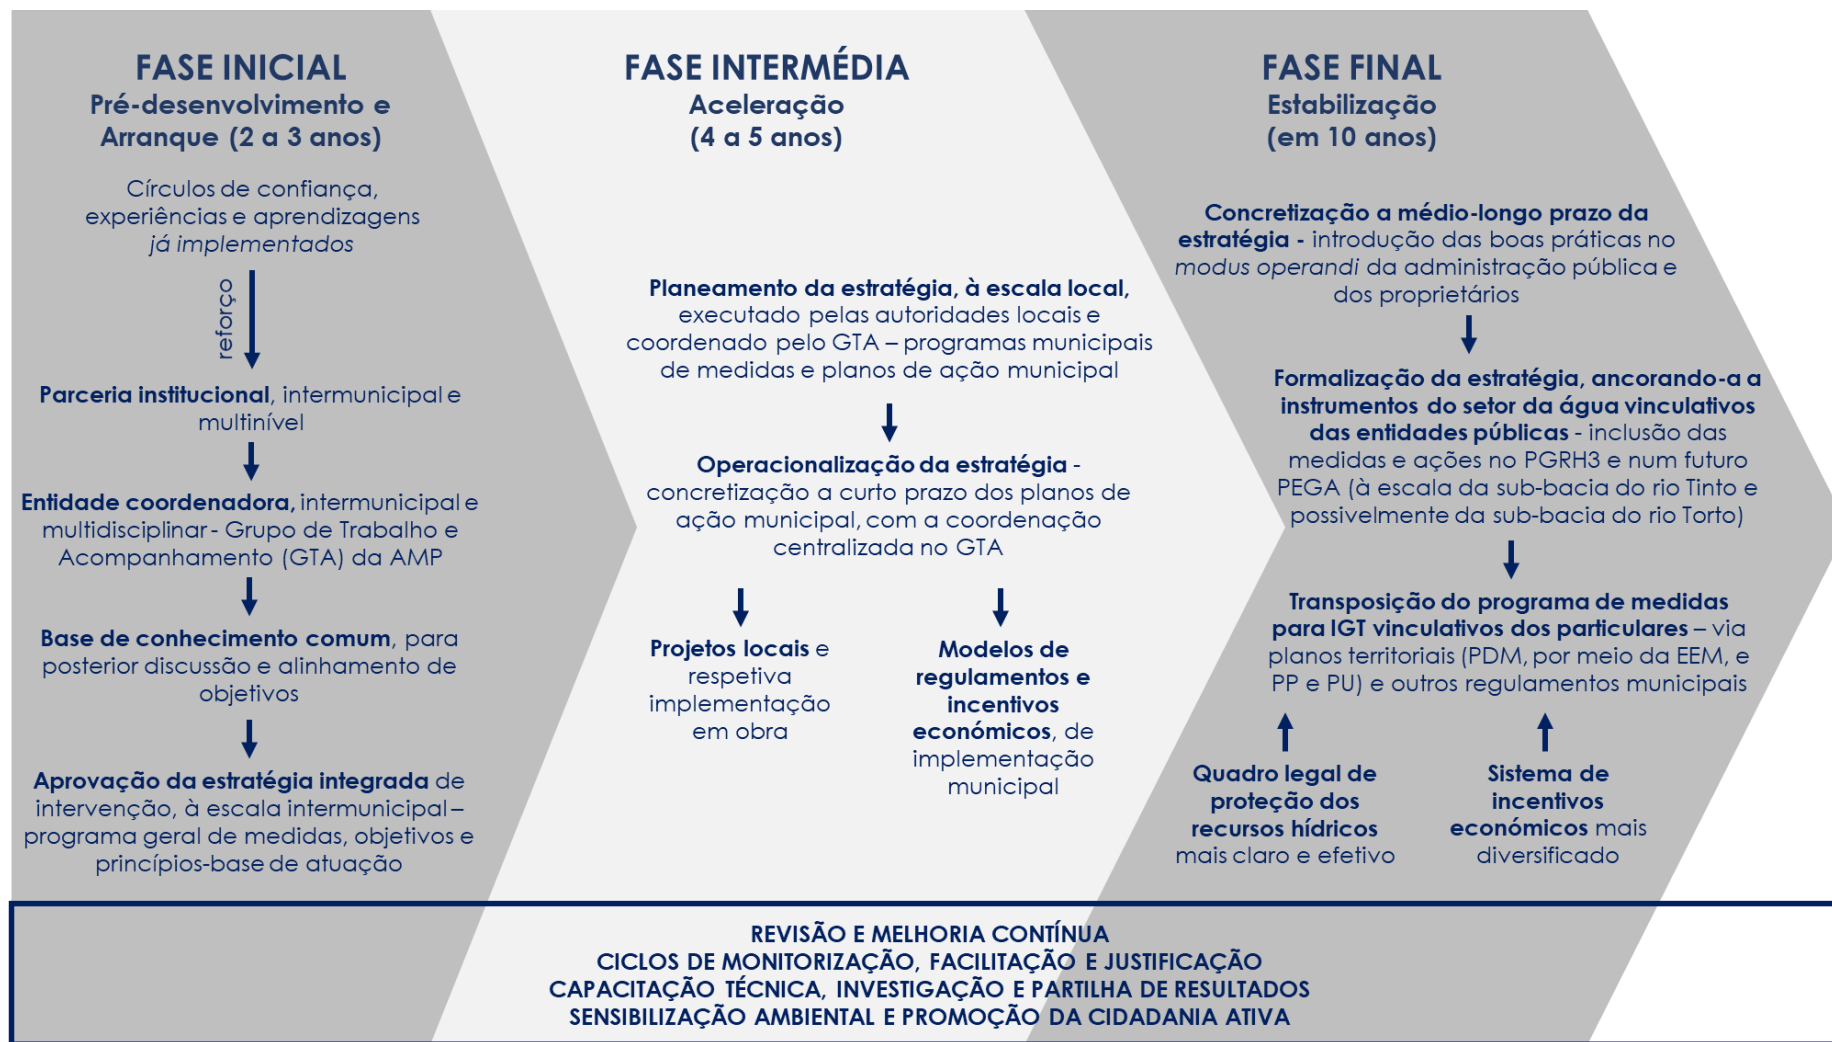 FASE INICIAL
Pré-desenvolvimento e
Arranque (2 a 3 anos)
Círculos de confiança,
experiências e aprendizagens
já implementados
reforço
Parceria institucional, intermunicipal e
multinível
Entidade coordenadora, intermunicipal e
multidisciplinar - Grupo de Trabalho e
Acompanhamento (GTA) da AMP
Base de conhecimento comum, para
posterior discussão e alinhamento de
objetivos
Aprovação da estratégia integrada de
intervenção, à escala intermunicipal –
programa geral de medidas, objetivos e
princípios-base de atuação
FASE INTERMÉDIA
Aceleração
(4 a 5 anos)
Planeamento da estratégia, à escala local,
executado pelas autoridades locais e
coordenado pelo GTA – programas municipais
de medidas e planos de ação municipal
Operacionalização da estratégia -
concretização a curto prazo dos planos de
ação municipal, com a coordenação
centralizada no GTA
Projetos locais e
respetiva
implementação
em obra
Modelos de
regulamentos e
incentivos
económicos, de
implementação
municipal
FASE FINAL
Estabilização
(em 10 anos)
Concretização a médio-longo prazo da
estratégia - introdução das boas práticas no
modus operandi da administração pública e
dos proprietários
Formalização da estratégia, ancorando-a a
instrumentos do setor da água vinculativos
das entidades públicas - inclusão das
medidas e ações no PGRH3 e num futuro
PEGA (à escala da sub-bacia do rio Tinto e
possivelmente da sub-bacia do rio Torto)
Transposição do programa de medidas
para IGT vinculativos dos particulares – via
planos territoriais (PDM, por meio da EEM, e
PP e PU) e outros regulamentos municipais
Quadro legal de
proteção dos
recursos hídricos
mais claro e efetivo
Sistema de
incentivos
económicos mais
diversificado
REVISÃO E MELHORIA CONTÍNUA
CICLOS DE MONITORIZAÇÃO, FACILITAÇÃO E JUSTIFICAÇÃO
CAPACITAÇÃO TÉCNICA, INVESTIGAÇÃO E PARTILHA DE RESULTADOS
SENSIBILIZAÇÃO AMBIENTAL E PROMOÇÃO DA CIDADANIA ATIVA